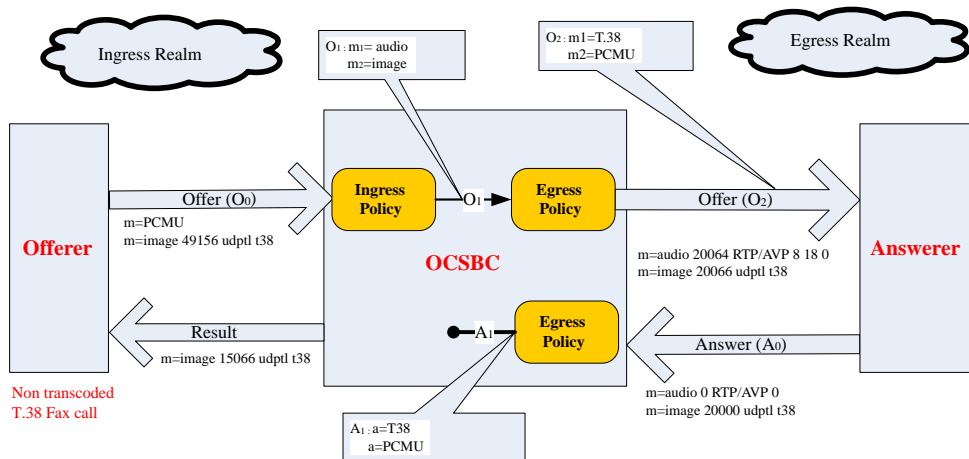 Ingress Realm
O1 : m1= audio
m2=image
O2 : m1=T.38
m2=PCMU
Egress Realm
Offerer
Offer (O0)
m=PCMU
m=image 49156 udptl t38
Ingress
Policy
O1
Egress
Policy
Offer (O2)
m=audio 20064 RTP/AVP 8 18 0
m=image 20066 udptl t38
Answerer
OCSBC
Result
m=image 15066 udptl t38
A1
Egress
Policy
Answer (A0)
m=audio 0 RTP/AVP 0
m=image 20000 udptl t38
Non transcoded
T.38 Fax call
A1 : a=T38
a=PCMU